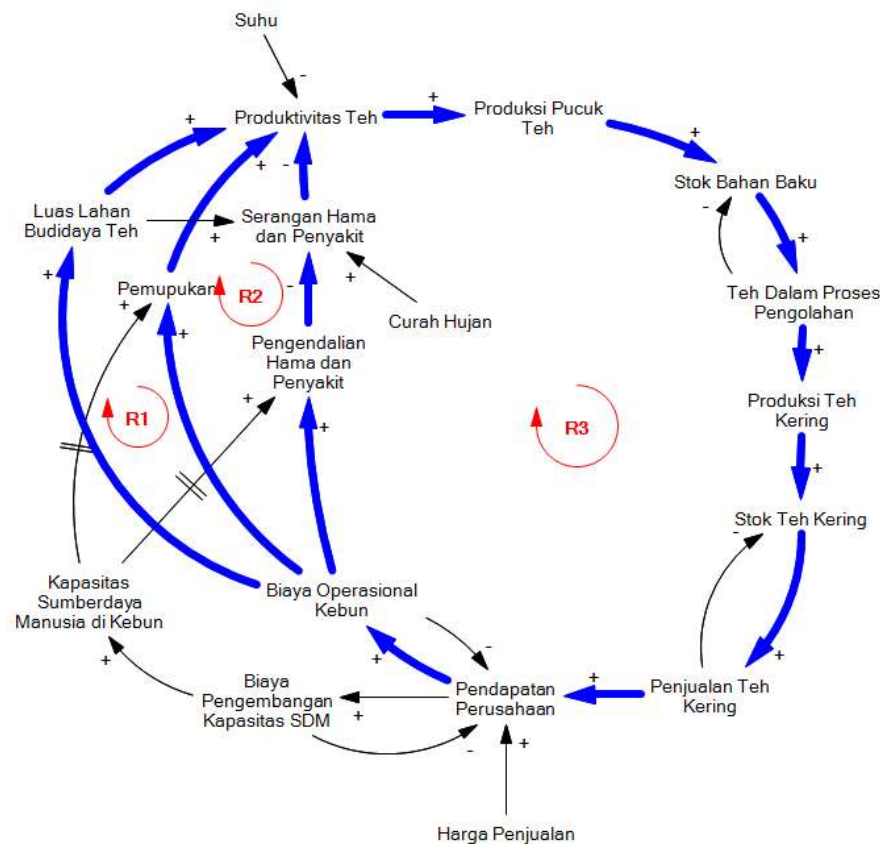 Suhu
-
+
Produktivitas Teh
+
Produksi Pucuk
Teh
+
-
+
Stok Bahan Baku
-
Luas Lahan
Budidaya Teh
+
Serangan Hama
dan Penyakit
+
+
Pemupukan
+
R2
-
+
Teh Dalam Proses
Pengolahan
+
Curah Hujan
+
Pengendalian
Hama dan
Penyakit
+
+
R1
+
R3
Produksi Teh
Kering
+
Stok Teh Kering
-
Kapasitas
Sumberdaya
Manusia di Kebun
+
Biaya Operasional
Kebun
-
+
+
Biaya
Pengembangan
Kapasitas SDM
+
-
Pendapatan
Perusahaan
+
+
Penjualan Teh
Kering
Harga Penjualan